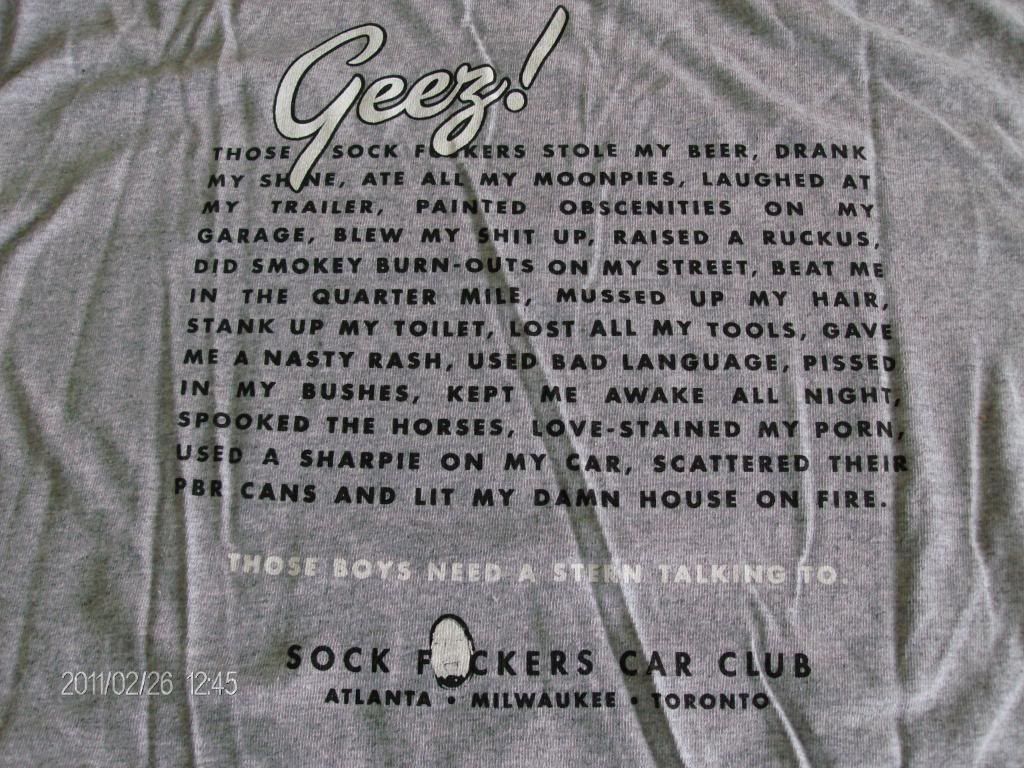 Geez!
THOSE SOCK F CKERS STOLE MY BEER, DRANK
MY SH NE, ATE ALL MY MOONPIES, LAUGHED AT
MY TRAILER, PAINTED OBSCENITIES ON MY
GARAGE, BLEW MY SHIT UP, RAISED A RUCKUS,
DID SMOKEY BURN-OUTS ON MY STREET, BEAT ME
IN THE QUARTER MILE, MUSSED UP MY HAIR,
STANK UP MY TOILET, LOST ALL MY TOOLS, GAVE
ME A NASTY RASH, USED BAD LANGUAGE, PISSED
IN MY BUSHES, KEPT ME AWAKE ALL NIGHT,
SPOOKED THE HORSES, LOVE-STAINED MY PORN,
USED A SHARPIE ON MY CAR, SCATTERED THEIR
PBR CANS AND LIT MY DAMN HOUSE ON FIRE.
THOSE BOYS NEED A STERN TALKING TO.
SOCK F CKERS CAR CLUB
ATLANTA • MILWAUKEE • TORONTO
2011/02/26 12:45